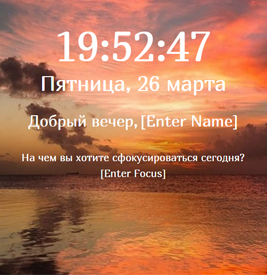 19:52:47
Пятница, 26 марта
Добрый вечер, [Enter Name]
На чем вы хотите сфокусироваться сегодня?
[Enter Focus]